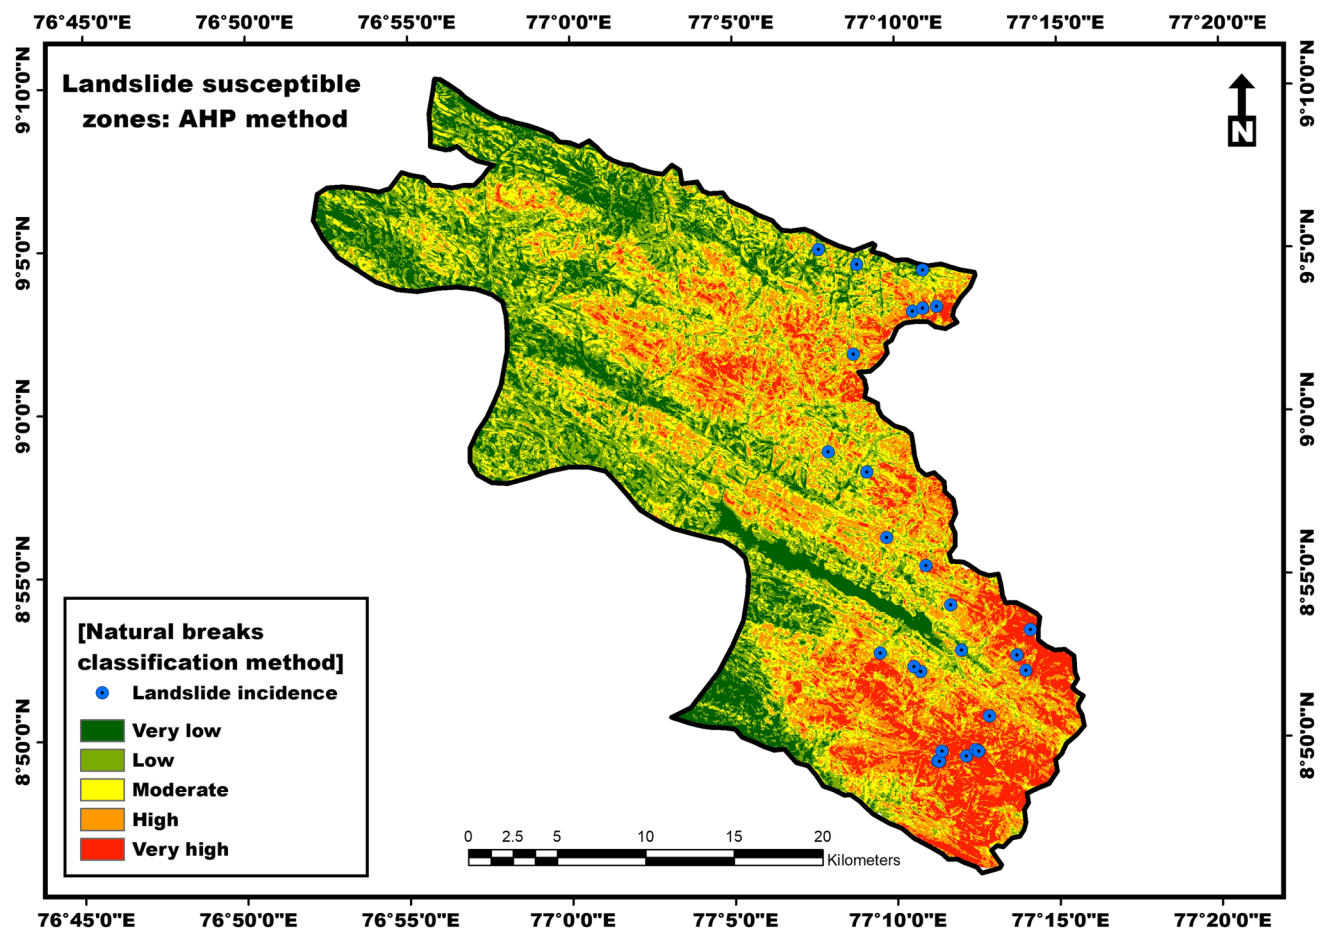 76°45'0"E 76°50'0"E 76°55'0"E 77°0'0"E 77°5'0"E 77°10'0"E 77°15'0"E 77°20'0"E
Landslide susceptible
zones: AHP method
N
9°10'0"N
9°5'0"N
9°0'0"N
8°55'0"N
8°50'0"N
9°10'0"N
9°5'0"N
9°0'0"N
8°55'0"N
8°50'0"N
[Natural breaks
classification method]
Landslide incidence
Very low
Low
Moderate
High
Very high
0 2.5 5 10 15 20
Kilometers
76°45'0"E 76°50'0"E 76°55'0"E 77°0'0"E 77°5'0"E 77°10'0"E 77°15'0"E 77°20'0"E